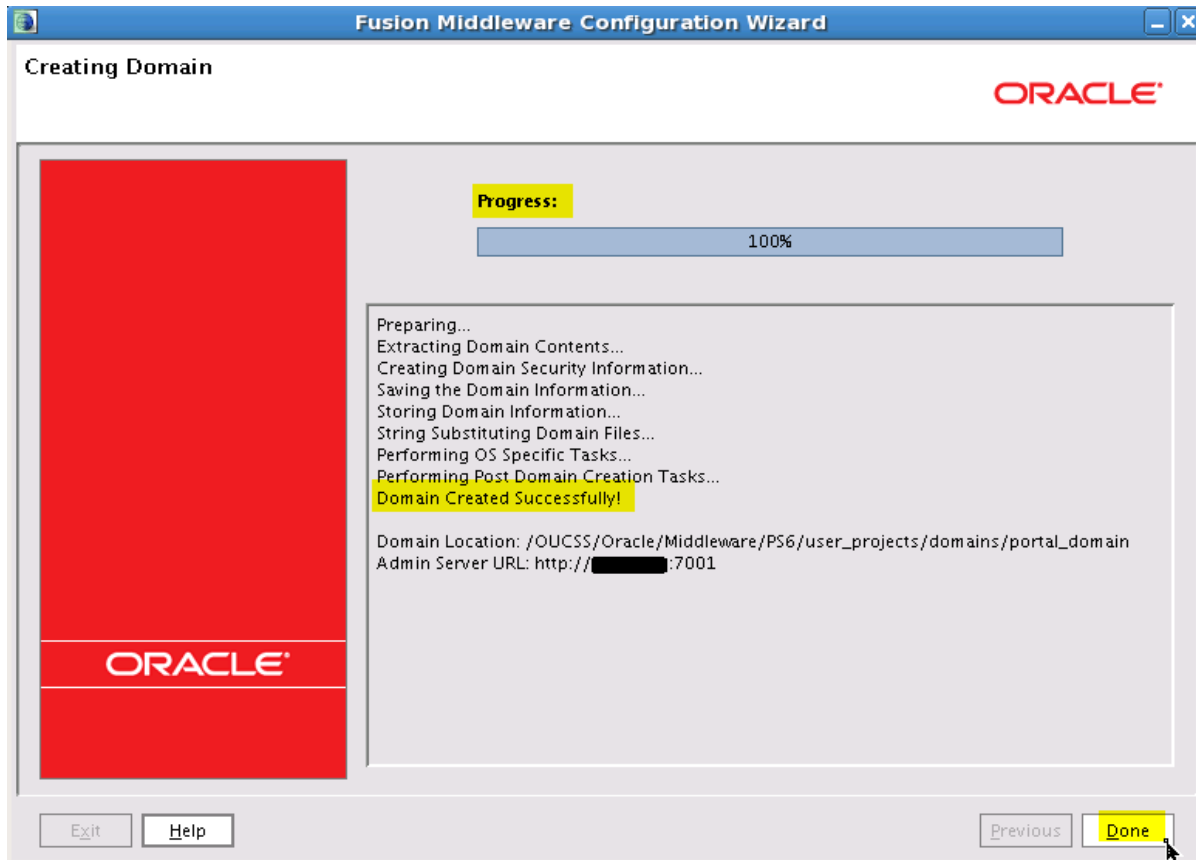 Fusion Middleware Configuration Wizard
Creating Domain
ORACLE
Progress:
100%
Preparing...
Extracting Domain Contents...
Creating Domain Security Information...
Saving the Domain Information...
Storing Domain Information...
String Substituting Domain Files...
Performing OS Specific Tasks...
Performing Post Domain Creation Tasks...
Domain Created Successfully!
Domain Location: /OUCSS/Oracle/Middleware/PS6/user_projects/domains/portal_domain
Admin Server URL: http:// :7001
ORACLE
Exit Help Previous Done